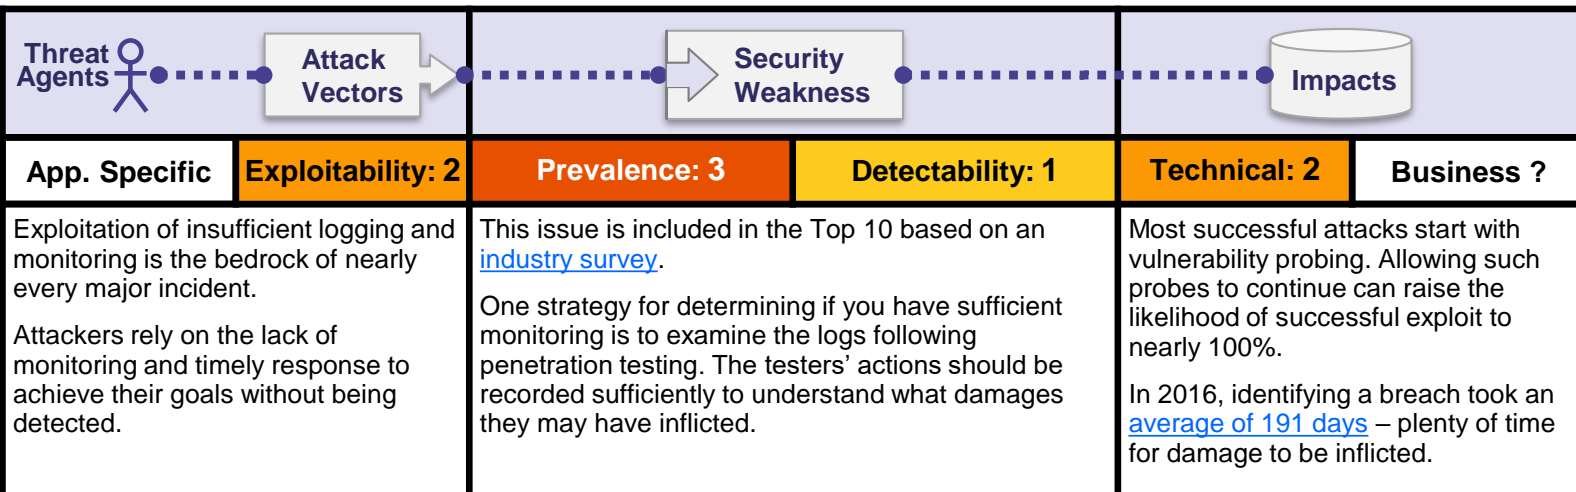 Threat
Agents
Attack
Vectors
Security
Weakness
Impacts
App. Specific
Exploitability: 2
Prevalence: 3
Detectability: 1
Technical: 2
Business ?
Exploitation of insufficient logging and
monitoring is the bedrock of nearly
every major incident.
Attackers rely on the lack of
monitoring and timely response to
achieve their goals without being
detected.
This issue is included in the Top 10 based on an
industry survey.
One strategy for determining if you have sufficient
monitoring is to examine the logs following
penetration testing. The testers’ actions should be
recorded sufficiently to understand what damages
they may have inflicted.
Most successful attacks start with
vulnerability probing. Allowing such
probes to continue can raise the
likelihood of successful exploit to
nearly 100%.
In 2016, identifying a breach took an
average of 191 days – plenty of time
for damage to be inflicted.